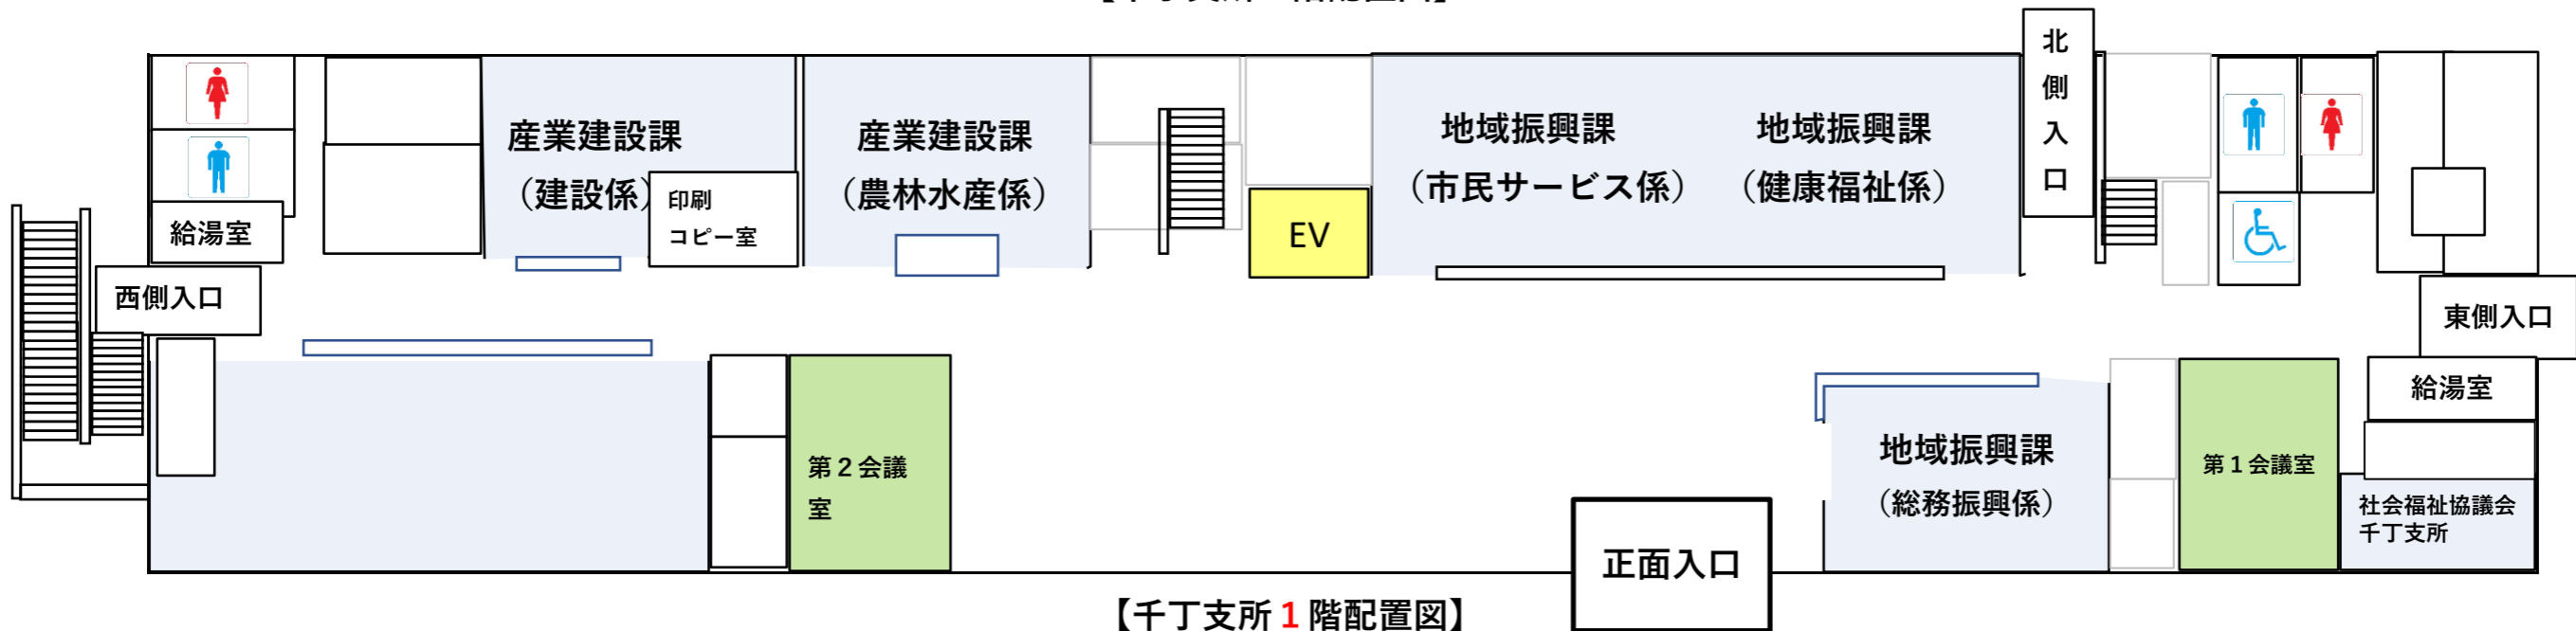 北側入口
産業建設課
（建設係）
印刷
コピー室
産業建設課
（農林水産係）
地域振興課
（市民サービス係）
地域振興課
（健康福祉係）
EV
給湯室
西側入口
東側入口
給湯室
第２会議
室
地域振興課
（総務振興係）
第１会議室
社会福祉協議会
千丁支所
正面入口
【千丁支所１階配置図】